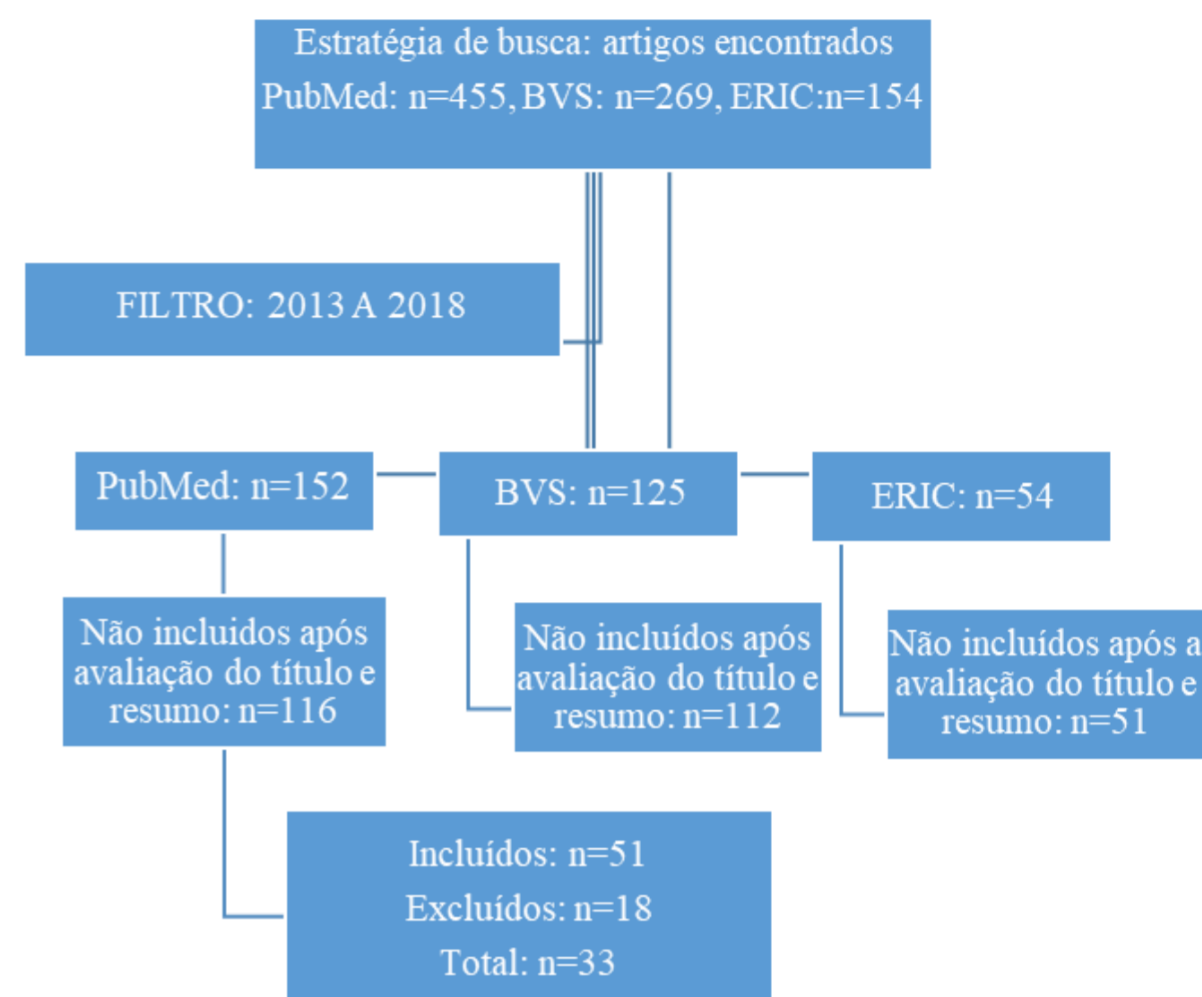 Estratégia de busca: artigos encontrados
PubMed: n=455, BVS: n=269, ERIC:n=154
FILTRO: 2013 A 2018
PubMed: n=152
BVS: n=125
ERIC: n=54
Não incluidos após
avaliação do título e
resumo: n=116
Não incluídos após
avaliação do título e
resumo: n=112
Não incluídos após a
avaliação do título e
resumo: n=51
Incluídos: n=51
Excluídos: n=18
Total: n=33